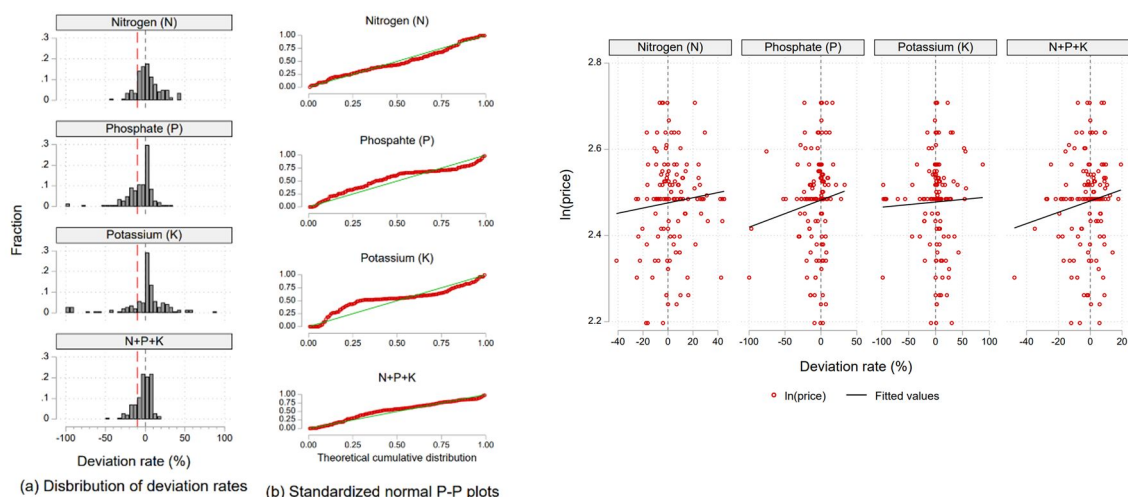 Nitrogen (N)
.3
.2
.1
0
Phosphate (P)
.3
.2
.1
0
Potassium (K)
.3
.2
.1
0
N+P+K
.3
.2
.1
0
Fraction
-100 -50 0 50 100
Deviation rate (%)
(a) Disbribution of deviation rates
Nitrogen (N)
1.00
0.75
0.50
0.25
0.00
0.00 0.25 0.50 0.75 1.00
Phospahte (P)
1.00
0.75
0.50
0.25
0.00
0.00 0.25 0.50 0.75 1.00
Potassium (K)
1.00
0.75
0.50
0.25
0.00
0.00 0.25 0.50 0.75 1.00
N+P+K
1.00
0.75
0.50
0.25
0.00
0.00 0.25 0.50 0.75 1.00
Theoretical cumulative distribution
(b) Standardized normal P-P plots
Nitrogen (N) Phosphate (P) Potassium (K) N+P+K
2.8
2.6
2.4
2.2
ln(price)
-40 -20 0 20 40 -100 -50 0 50 -100 -50 0 50 100 -40 -20 0 20
Deviation rate (%)
ln(price) Fitted values